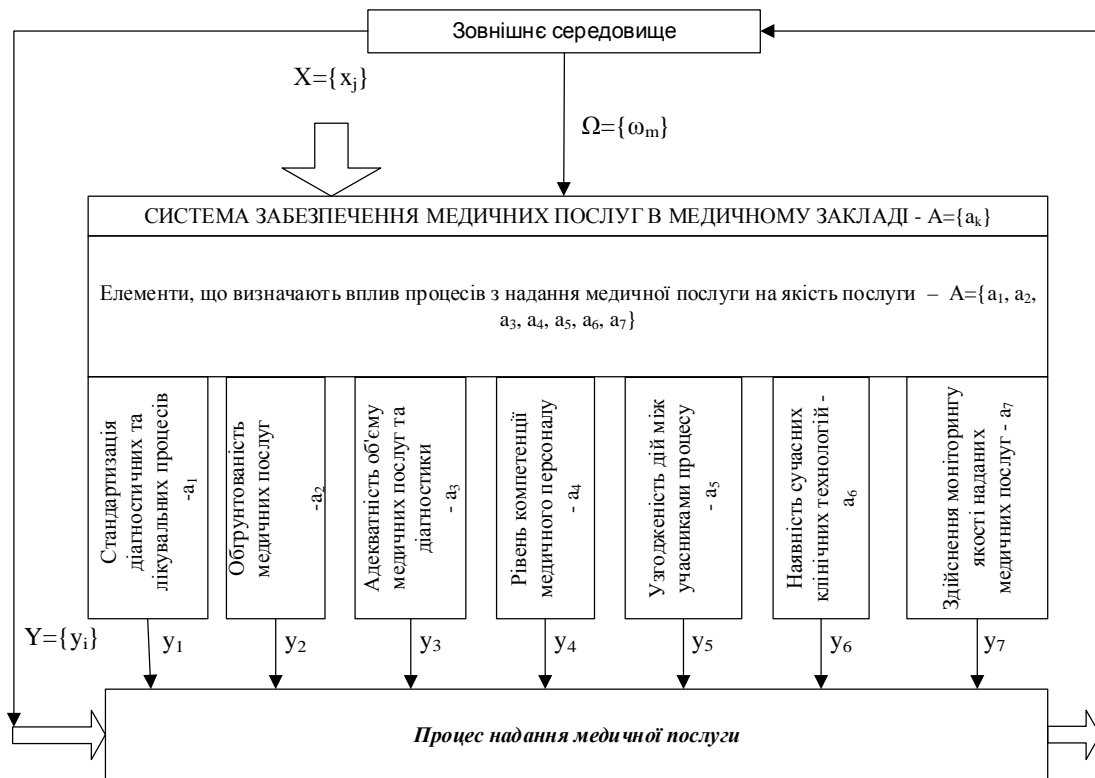 Зовнішнє середовище
X={xj}
Ω={ωm}
СИСТЕМА ЗАБЕЗПЕЧЕННЯ МЕДИЧНИХ ПОСЛУГ В МЕДИЧНОМУ ЗАКЛАДІ - A={ak}
Елементи, що визначають вплив процесів з надання медичної послуги на якість послуги – A={a1, a2,
a3, a4, a5, a6, a7}
Стандартизація
діагностичних та
лікувальних процесів
-a1
Обгрунтованість
медичних послуг
-a2
Адекватність об'єму
медичних послуг та
діагностики
- a3
Рівень компетенції
медичного персоналу
- a4
Узгодженість дій між
учасниками процесу
- a5
Наявність сучасних
клінічних технологій -
a6
Здійснення моніторингу
якості наданих
медичних послуг - a7
Y={yi}
y1
y2
y3
y4
y5
y6
y7
Процес надання медичної послуги